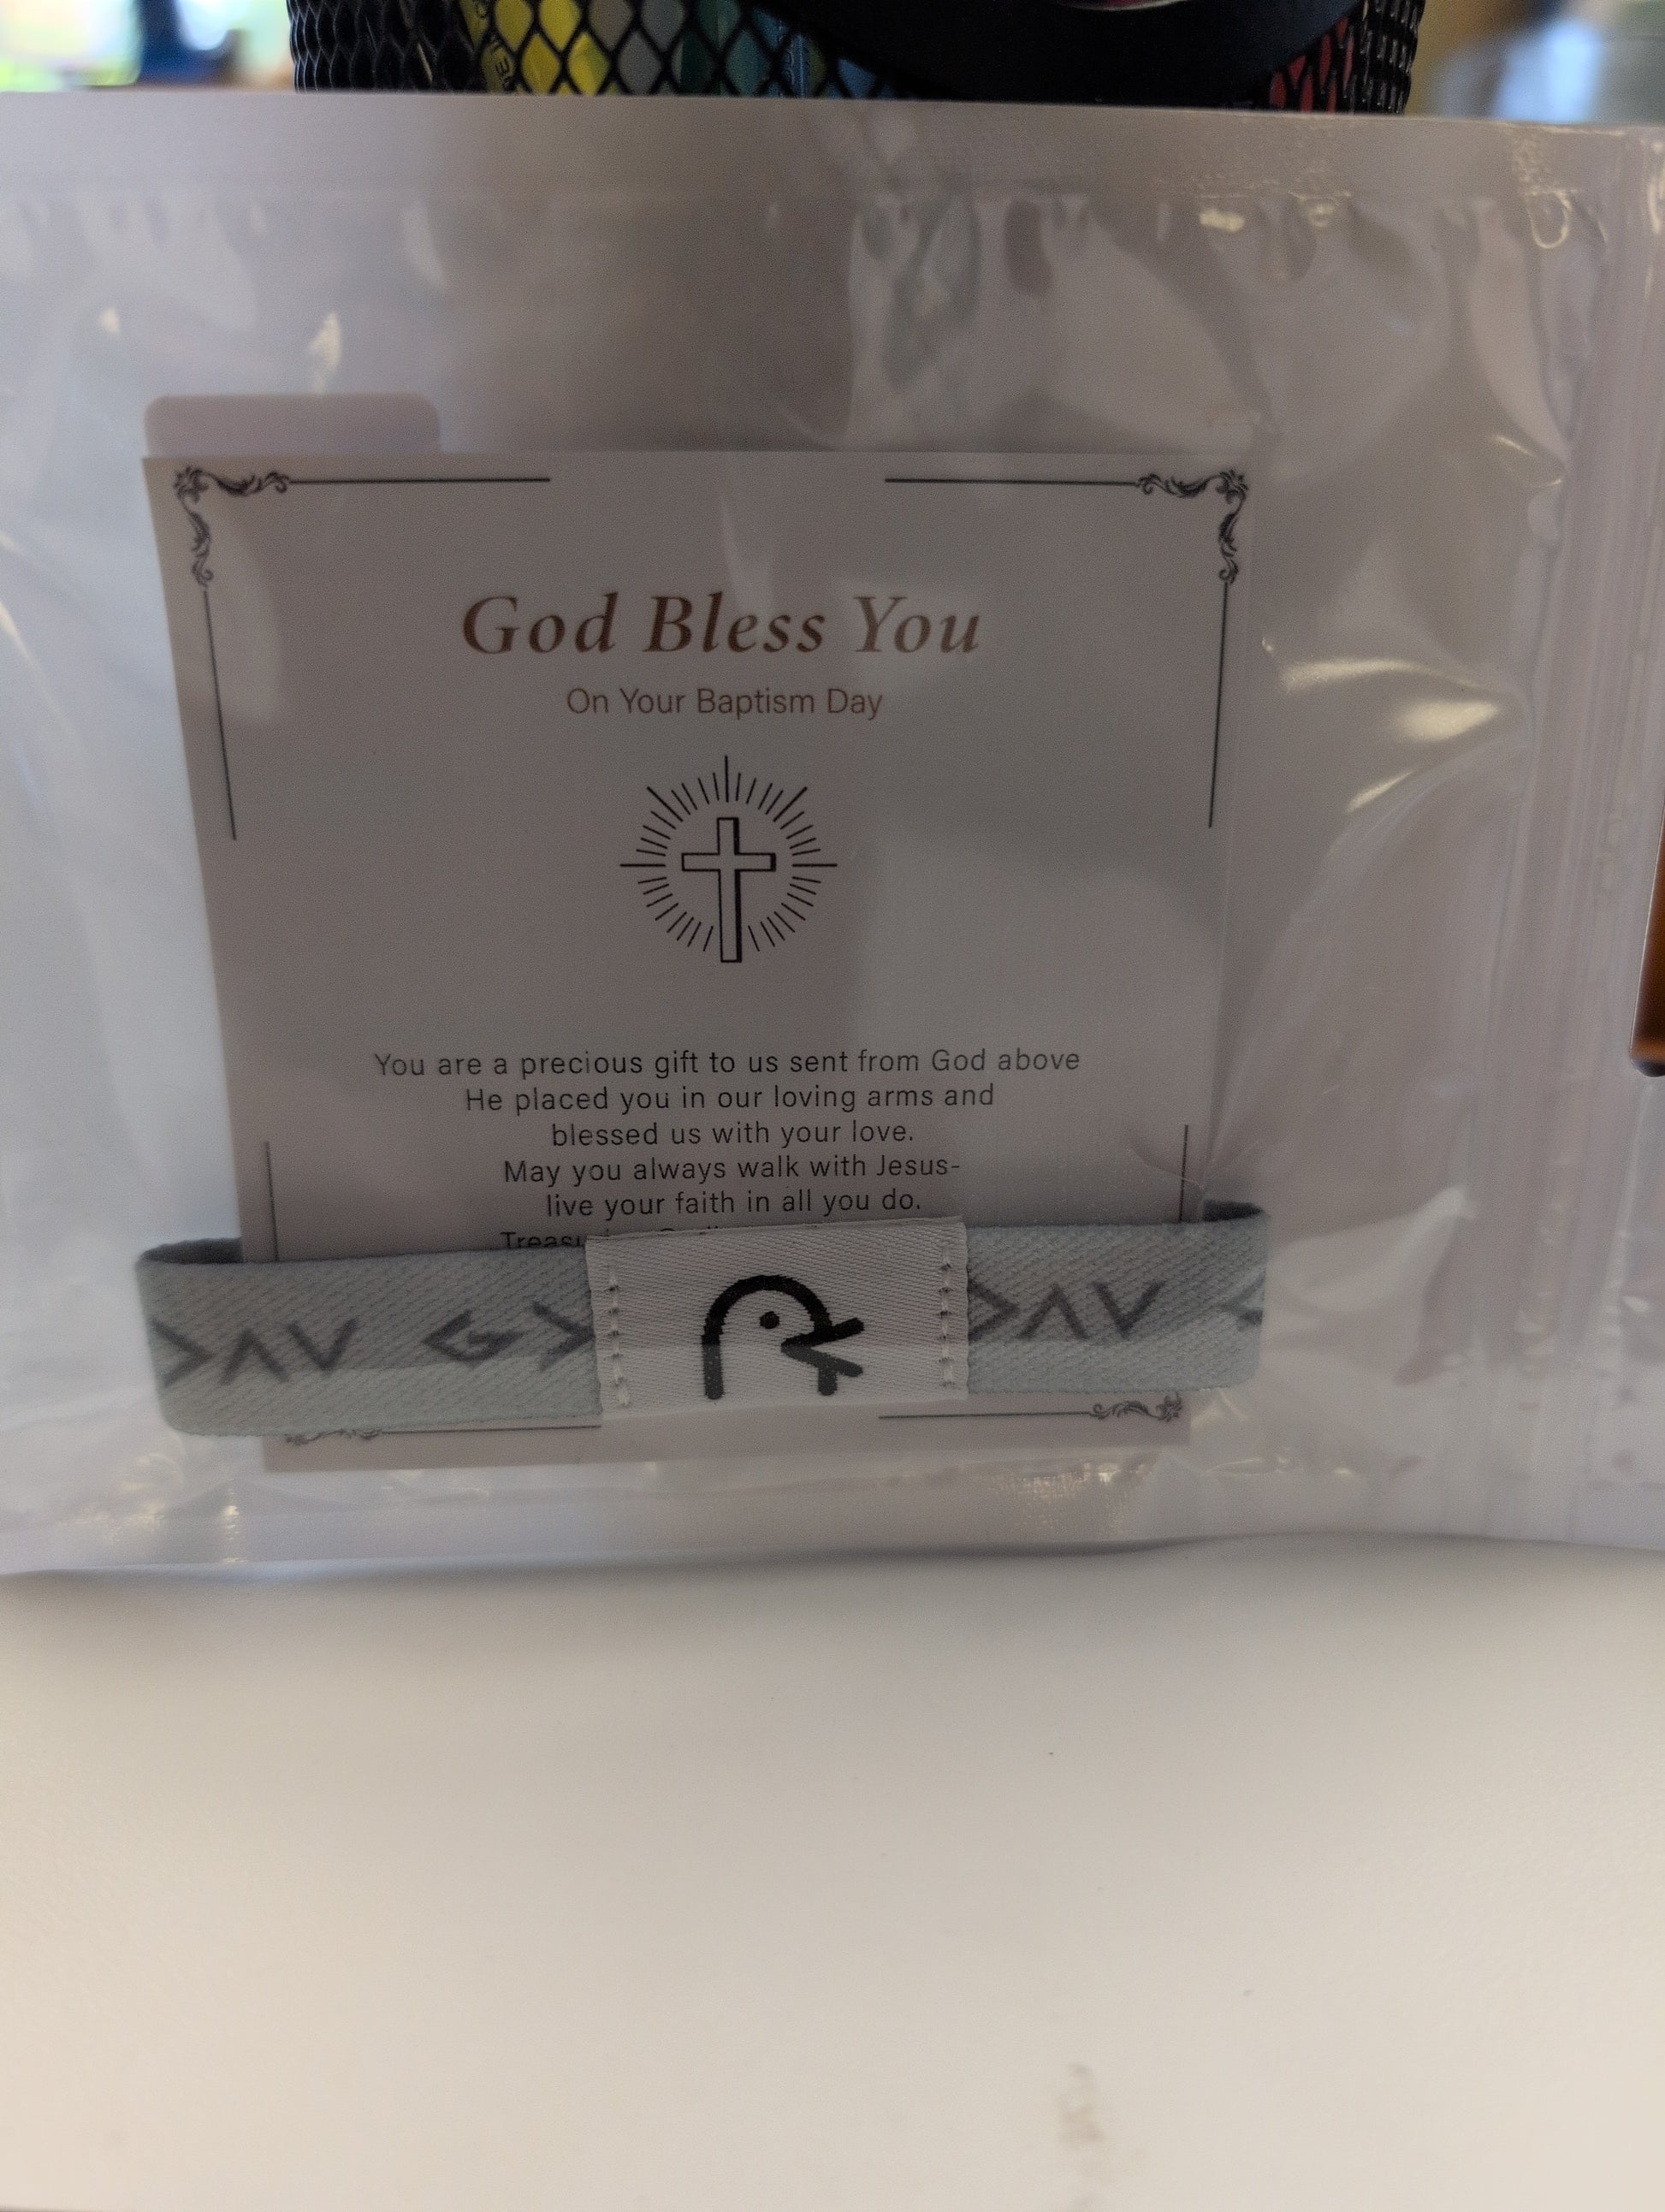 God Bless You
On Your Baptism Day
You are a precious gift to us sent from God above
He placed you in our loving arms and
blessed us with your love.
May you always walk with Jesus-
live your faith in all you do.
>ΛV G> >ΛV <